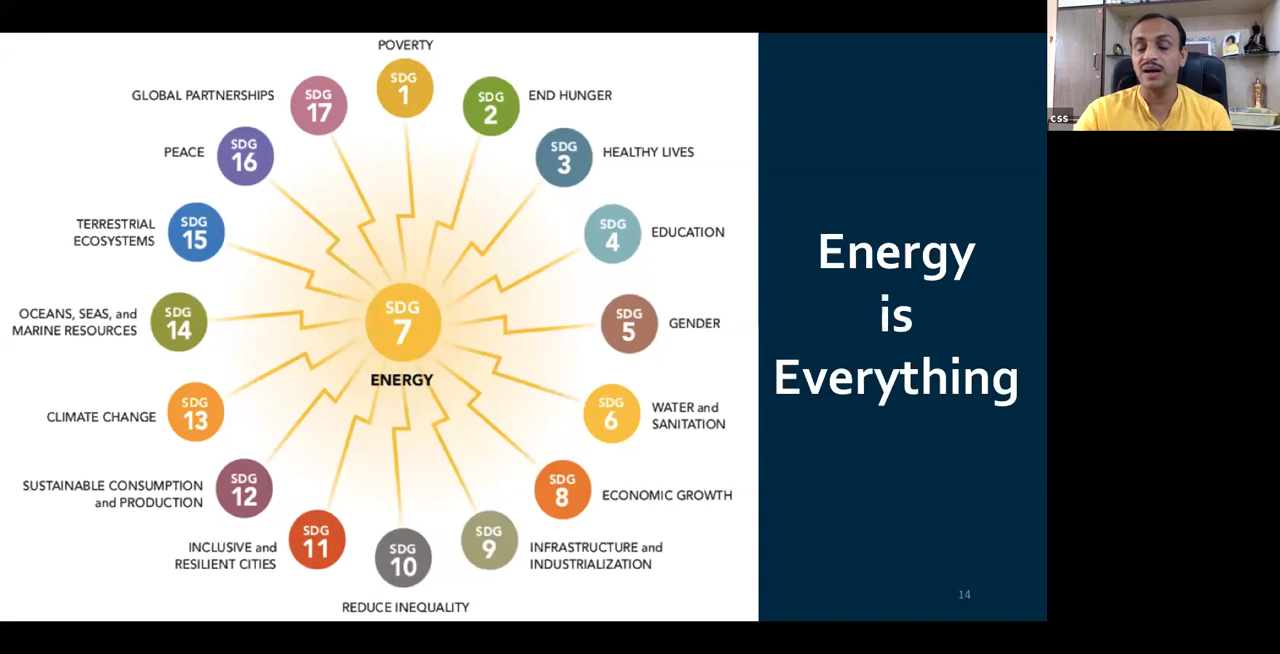 POVERTY
SDG
1
SDG
2
END HUNGER
SDG
3
HEALTHY LIVES
SDG
4
EDUCATION
SDG
5
GENDER
SDG
6
WATER and
SANITATION
SDG
8
ECONOMIC GROWTH
SDG
9
INFRASTRUCTURE and
INDUSTRIALIZATION
SDG
10
REDUCE INEQUALITY
SDG
11
INCLUSIVE and
RESILIENT CITIES
SDG
12
SUSTAINABLE CONSUMPTION
and PRODUCTION
SDG
13
CLIMATE CHANGE
SDG
14
OCEANS, SEAS, and
MARINE RESOURCES
SDG
15
TERRESTRIAL
ECOSYSTEMS
SDG
16
PEACE
SDG
17
GLOBAL PARTNERSHIPS
SDG
7
ENERGY
Energy
is
Everything
14
css